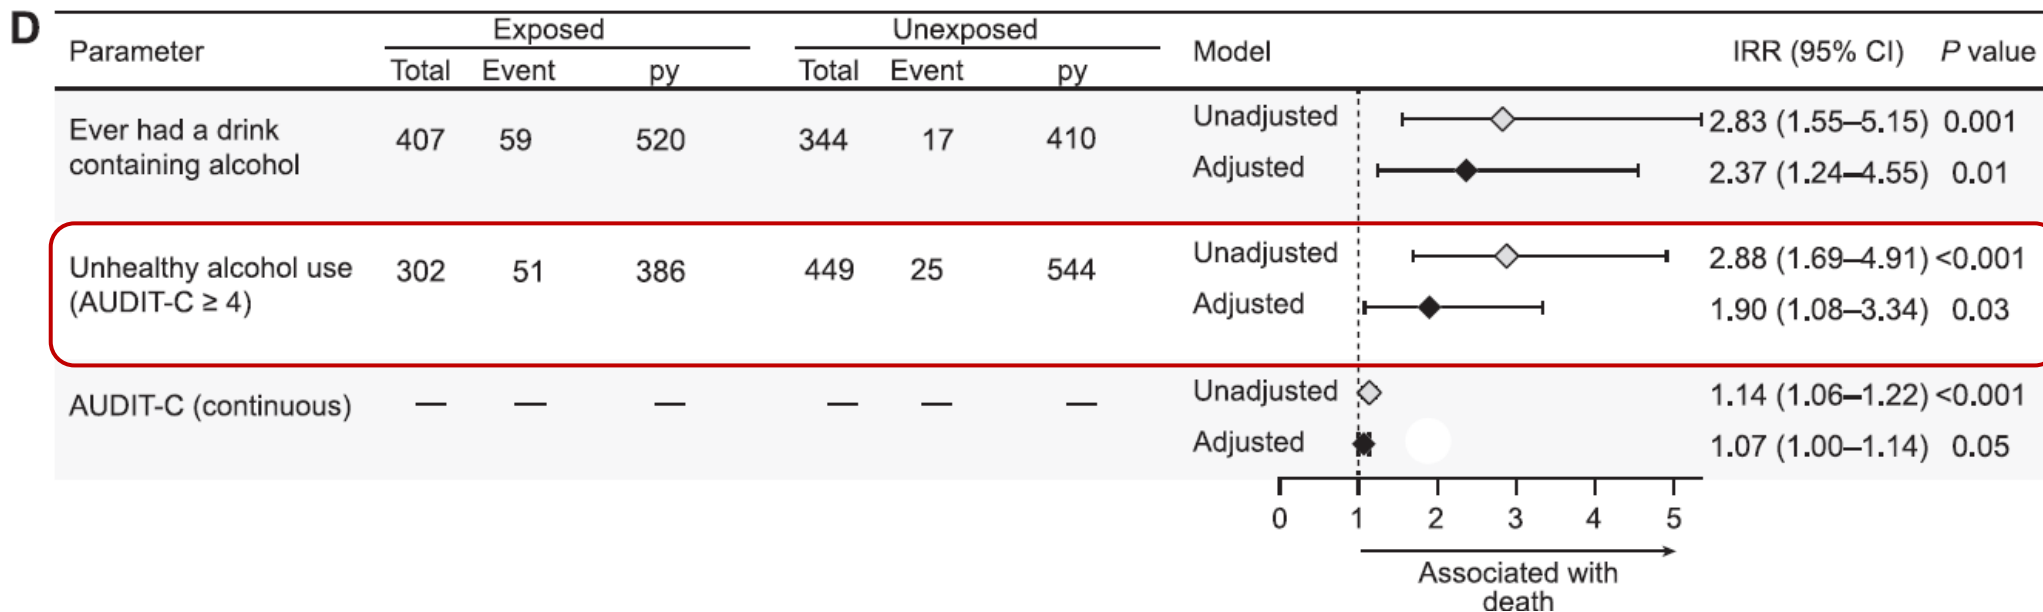 D
Parameter Exposed Unexposed Model IRR (95% CI) P value
Total Event py Total Event py
Ever had a drink containing alcohol 407 59 520 344 17 410
Unadjusted 2.83 (1.55–5.15) 0.001
Adjusted 2.37 (1.24–4.55) 0.01
Unhealthy alcohol use (AUDIT-C ≥ 4) 302 51 386 449 25 544
Unadjusted 2.88 (1.69–4.91) <0.001
Adjusted 1.90 (1.08–3.34) 0.03
AUDIT-C (continuous) — — — — — —
Unadjusted 1.14 (1.06–1.22) <0.001
Adjusted 1.07 (1.00–1.14) 0.05
0 1 2 3 4 5
Associated with
death